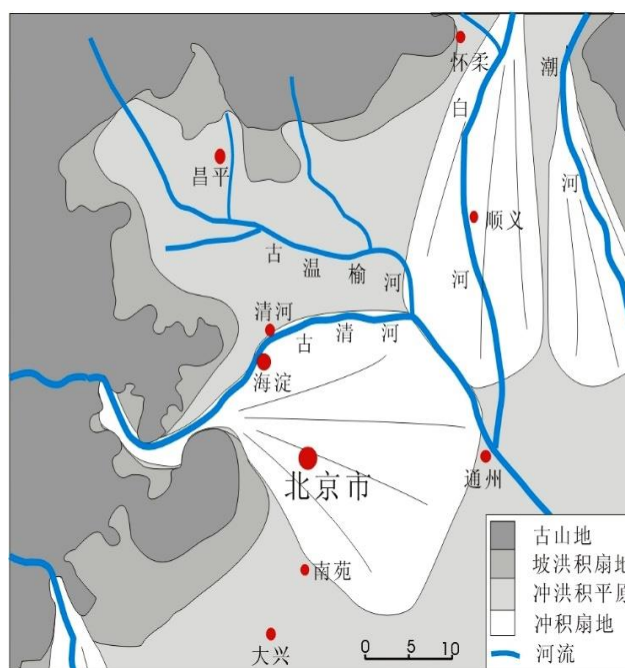 怀柔
潮河
白河
昌平
顺义
古温榆河
清河
古清河
海淀
北京市
通州
南苑
大兴
0 5 10
古山地
坡洪积扇地
冲洪积平原
冲积扇地
河流